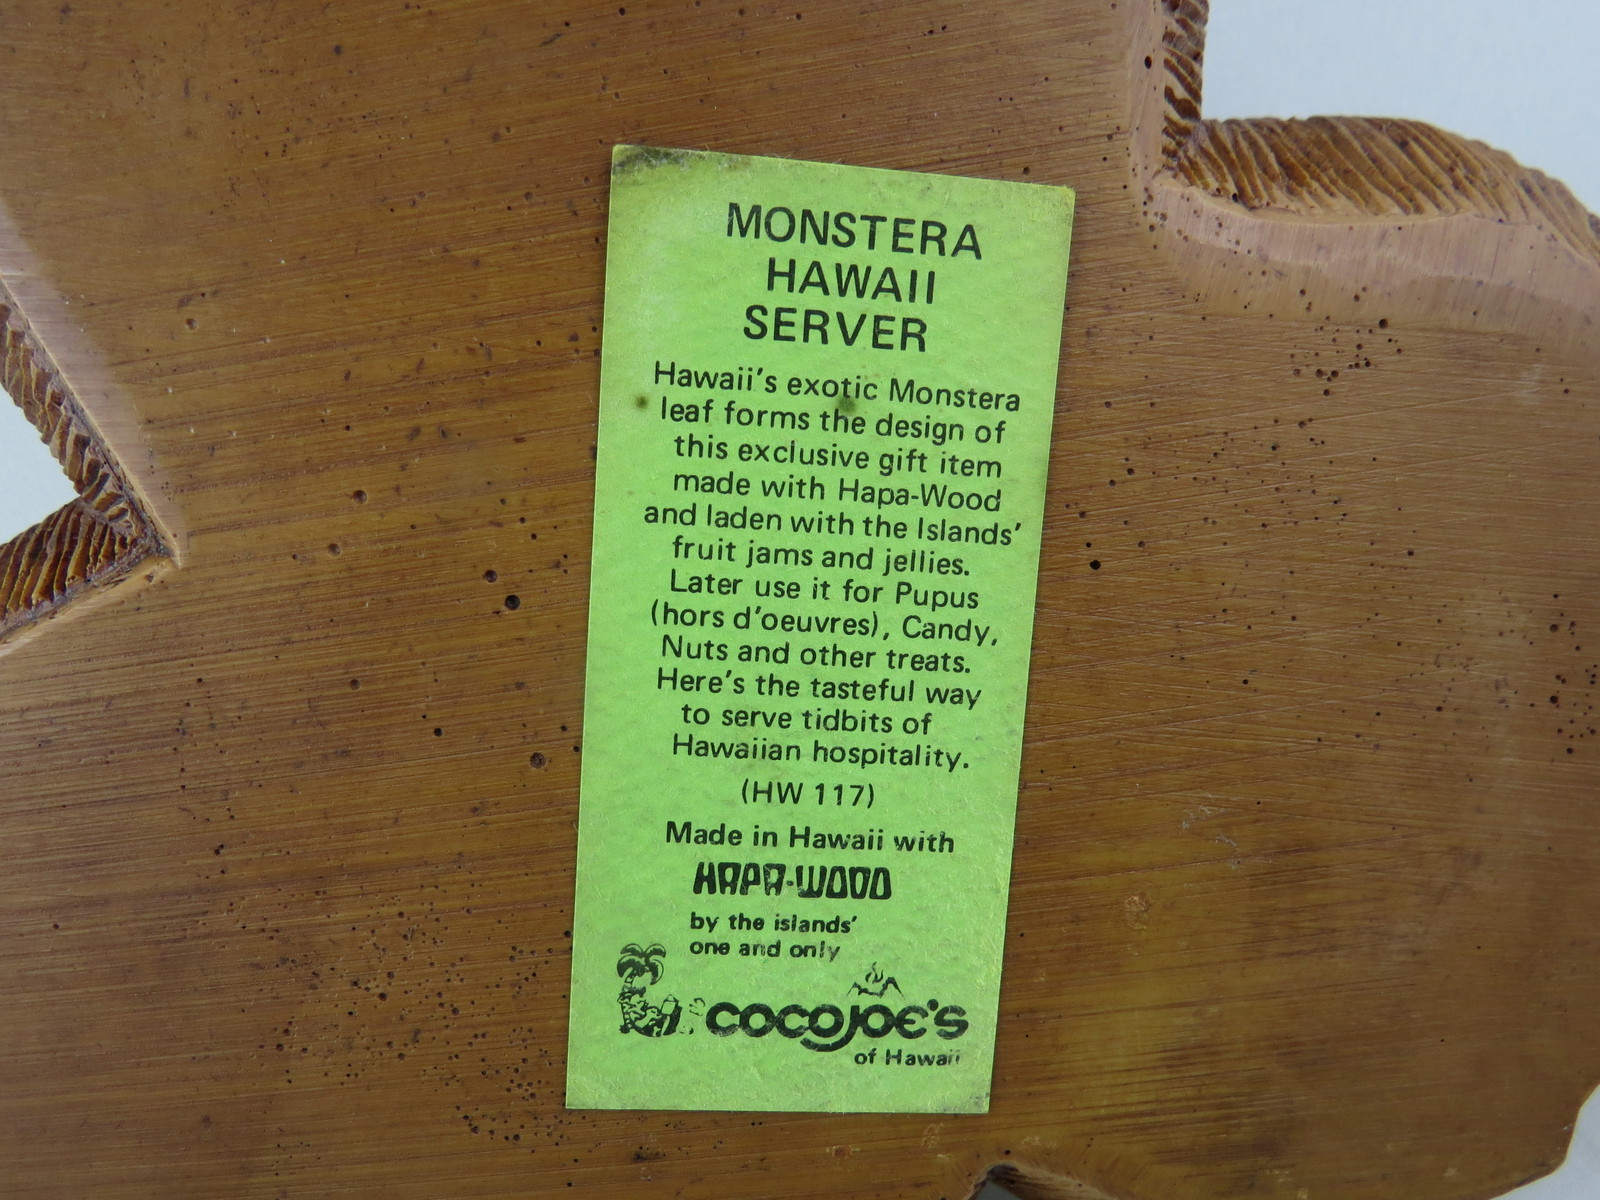 MONSTERA
HAWAII
SERVER
Hawaii's exotic Monstera
leaf forms the design of
this exclusive gift item
made with Hapa-Wood
and laden with the Islands'
fruit jams and jellies.
Later use it for Pupus
(hors d'oeuvres), Candy,
Nuts and other treats.
Here's the tasteful way
to serve tidbits of
Hawaiian hospitality.
(HW 117)
Made in Hawaii with
HAPA-WOOD
by the islands'
one and only
COCOJOE'S
of Hawaii